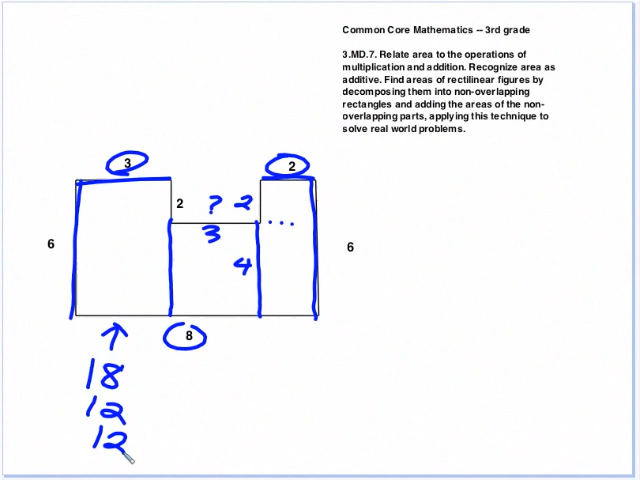 Common Core Mathematics -- 3rd grade
3.MD.7. Relate area to the operations of
multiplication and addition. Recognize area as
additive. Find areas of rectilinear figures by
decomposing them into non-overlapping
rectangles and adding the areas of the non-
overlapping parts, applying this technique to
solve real world problems.
3
2
2 ? 2
3
6
6
4
8
18
12
12